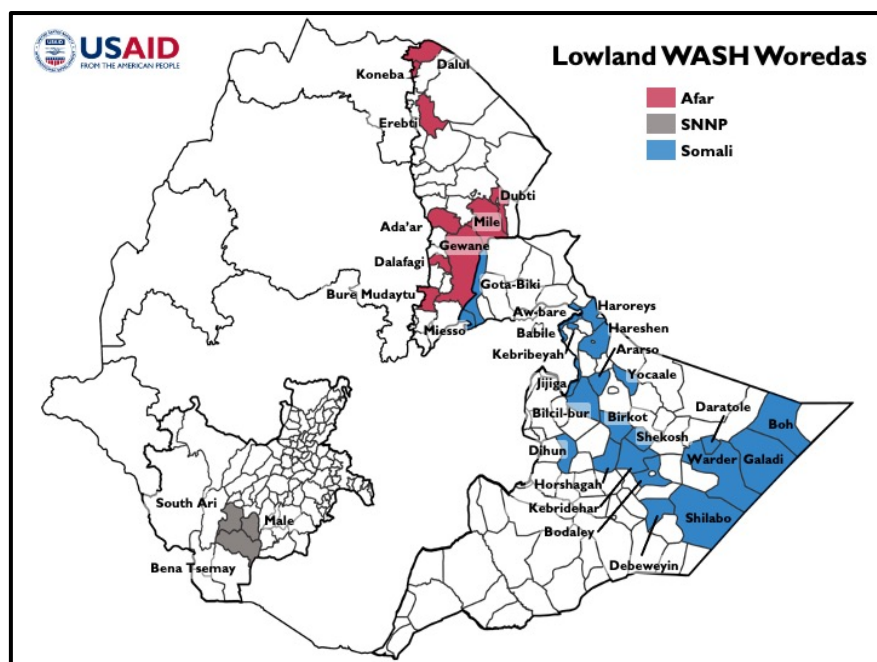 USAID
FROM THE AMERICAN PEOPLE
Lowland WASH Woredas
Afar
SNNP
Somali
Koneba
Dalul
Erebti
Dubti
Mile
Ada'ar
Gewane
Dalafagi
Gota-Biki
Bure Mudaytu
Aw-bare
Haroreys
Miesso
Babile
Hareshen
Kebribeyah
Ararso
Jijiga
Yocaale
Bilcil-bur
Birkot
Daratole
Boh
Shekosh
Dihun
Warder
Galadi
Horshagah
South Ari
Male
Kebridehar
Shilabo
Bodaley
Bena Tsemay
Debeweyin